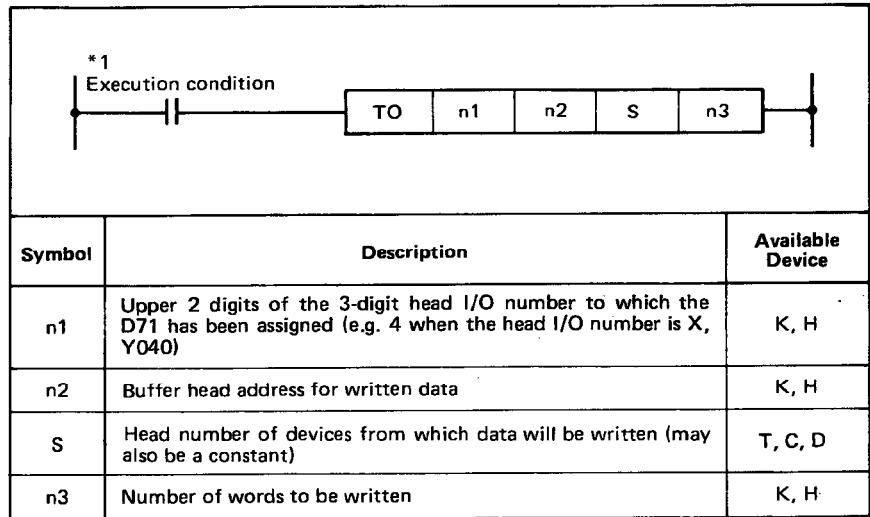 *1
Execution condition
TO n1 n2 S n3
Symbol Description Available Device
n1 Upper 2 digits of the 3-digit head I/O number to which the
D71 has been assigned (e.g. 4 when the head I/O number is X,
Y040) K, H
n2 Buffer head address for written data K, H
S Head number of devices from which data will be written (may
also be a constant) T, C, D
n3 Number of words to be written K, H